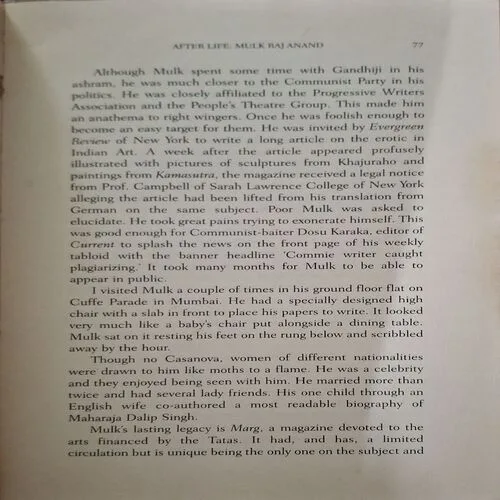 AFTER LIFE. MULK RAJ ANAND 77
Although Mulk spent some time with Gandhiji in his
ashram, he was much closer to the Communist Party in his
politics. He was closely affiliated to the Progressive Writers
Association and the People's Theatre Group. This made him
an anathema to right wingers. Once he was foolish enough to
become an easy target for them. He was invited by Evergreen
Review of New York to write a long article on the erotic in
Indian Art. A week after the article appeared profusely
illustrated with pictures of sculptures from Khajuraho and
paintings from Kamasutra, the magazine received a legal notice
from Prof. Campbell of Sarah Lawrence College of New York
alleging the article had been lifted from his translation from
German on the same subject. Poor Mulk was asked to
elucidate. He took great pains trying to exonerate himself. This
was good enough for Communist-baiter Dosu Karaka, editor of
Current to splash the news on the front page of his weekly
tabloid with the banner headline 'Commie writer caught
plagiarizing.' It took many months for Mulk to be able to
appear in public.
I visited Mulk a couple of times in his ground floor flat on
Cuffe Parade in Mumbai. He had a specially designed high
chair with a slab in front to place his papers to write. It looked
very much like a baby's chair put alongside a dining table.
Mulk sat on it resting his feet on the rung below and scribbled
away by the hour.
Though no Casanova, women of different nationalities
were drawn to him like moths to a flame. He was a celebrity
and they enjoyed being seen with him. He married more than
twice and had several lady friends. His one child through an
English wife co-authored a most readable biography of
Maharaja Dalip Singh.
Mulk's lasting legacy is Marg, a magazine devoted to the
arts financed by the Tatas. It had, and has, a limited
circulation but is unique being the only one on the subject and